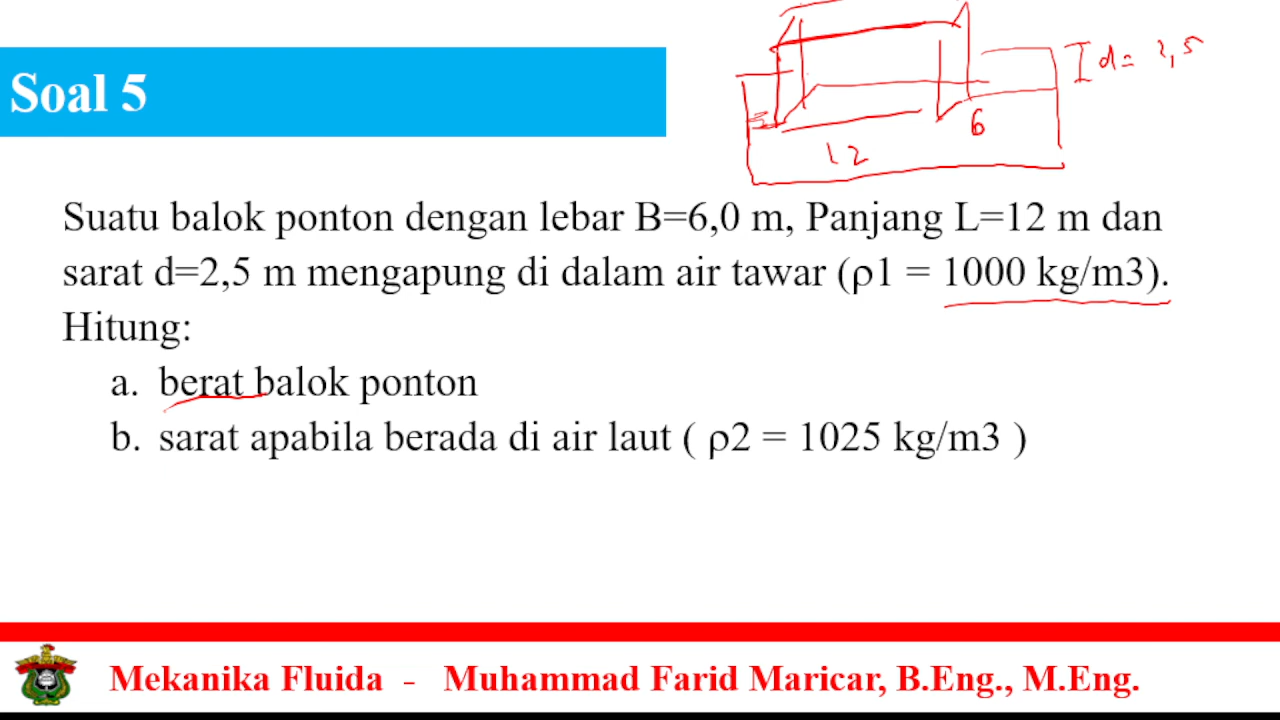 Soal 5
I d= 2,5
6
12
Suatu balok ponton dengan lebar B=6,0 m, Panjang L=12 m dan
sarat d=2,5 m mengapung di dalam air tawar (ρ1 = 1000 kg/m3).
Hitung:
a. berat balok ponton
b. sarat apabila berada di air laut ( ρ2 = 1025 kg/m3 )
Mekanika Fluida - Muhammad Farid Maricar, B.Eng., M.Eng.